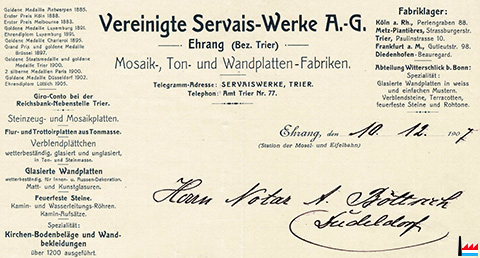 Goldene Medaille Antwerpen 1885.
Erster Preis Köln 1888.
Erster Preis Melbourne 1888.
Goldene Medaille Luxemburg 1889.
Ehrendiplom Luxemburg 1891.
Goldene Medaille Charleroi 1895.
Grand Prix und goldene Medaille
Brüssel 1897.
Goldene Staatsmedaille und goldene
Medaille Trier 1900.
2 silberne Medaillen Paris 1900.
Goldene Medaille Düsseldorf 1902.
Ehrendiplom Lüttich 1905.
Giro-Conto bei der
Reichsbank-Nebenstelle Trier.
Steinzeug- und Mosaikplatten.
Flur- und Trottoirplatten aus Tonmasse.
Verblendplättchen
wetterbeständig, glasiert und unglasiert,
in Ton- und Steinmasse.
Glasierte Wandplatten
wetterbeständig, für Innen- u. Aussen-Dekoration.
Matt- und Kunstglasuren.
Feuerfeste Steine.
Kamin- und Wasserleitungs-Röhren.
Kamin-Aufsätze.
Spezialität:
Kirchen-Bodenbeläge und Wand-
bekleidungen
über 1200 ausgeführt.
Vereinigte Servais-Werke A.-G.
Ehrang (Bez. Trier)
Mosaik-, Ton- und Wandplatten-Fabriken.
Telegramm-Adresse: SERVAISWERKE, TRIER.
Telephon: Amt Trier Nr. 77.
Fabriklager:
Köln a. Rh., Perlengraben 88.
Metz-Plantières, Strassburgerstr.
Trier, Paulinstrasse 10.
Frankfurt a. M., Gutleutstr. 98.
Diedenhofen-Beauregard.
Abteilung Witterschlick b. Bonn:
Spezialität:
Glasierte Wandplatten in weiss
und einfachen Mustern.
Verblendsteine, Terracotten,
feuerfeste Steine und Rohtone.
Ehrang, den 10. 12. 1907
(Station der Mosel- und Eifelbahn)
Herrn Notar A.